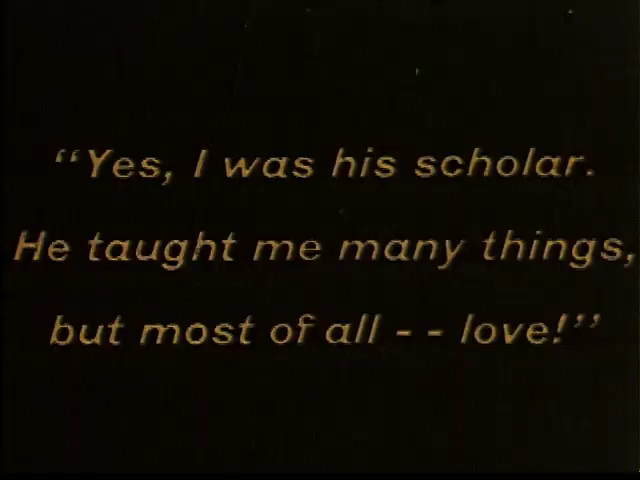 “Yes, I was his scholar.
He taught me many things,
but most of all - - love!”